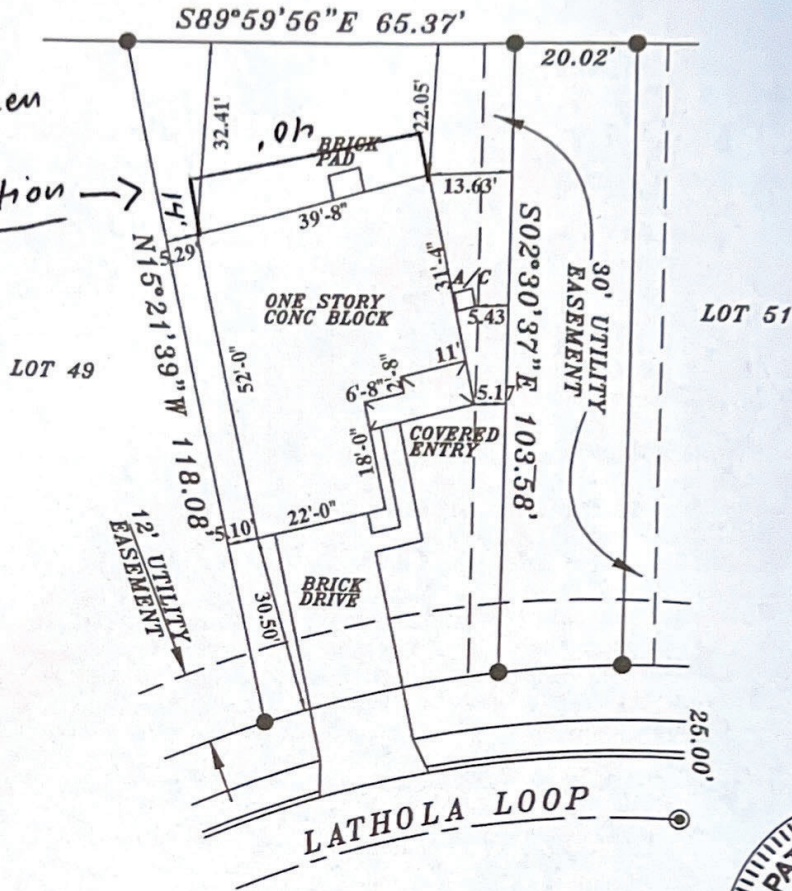 S89°59'56"E 65.37'
20.02'
32.41'
22.05'
40'
BRICK
PAD
14'
13.63'
39'-8"
5.29'
31'-4"
A/C
5.43
ONE STORY
CONC BLOCK
N15°21'39"W 118.08'
S02°30'37"E 103.58'
30' UTILITY
EASEMENT
LOT 51
LOT 49
52'-0"
11'
2'-8"
6'-8"
5.17
COVERED
ENTRY
18'-0"
22'-0"
5.10'
12' UTILITY
EASEMENT
BRICK
DRIVE
30.50'
25.00'
LATHOLA LOOP